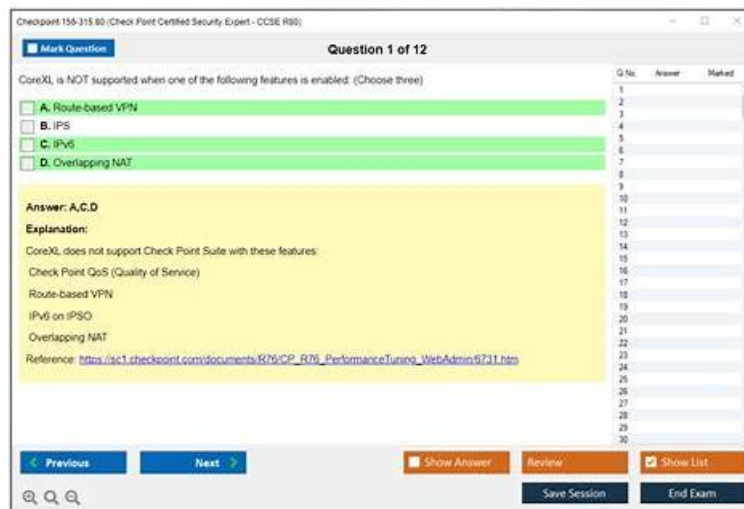 Checkpoint 156-315.80 (Check Point Certified Security Expert - CCSE R80)
Mark Question
Question 1 of 12
CoreXL is NOT supported when one of the following features is enabled: (Choose three)
A. Route-based VPN
B. IPS
C. IPv6
D. Overlapping NAT
Answer: A,C,D
Explanation:
CoreXL does not support Check Point Suite with these features:
Check Point QoS (Quality of Service)
Route-based VPN
IPv6 on IPSO
Overlapping NAT
Reference: https://sc1.checkpoint.com/documents/R76/CP_R76_PerformanceTuning_WebAdmin/6731.htm
Q.No. Answer Marked
1
2
3
4
5
6
7
8
9
10
11
12
13
14
15
16
17
18
19
20
21
22
23
24
25
26
27
28
29
30
Previous
Next
Show Answer
Review
Show List
Save Session
End Exam